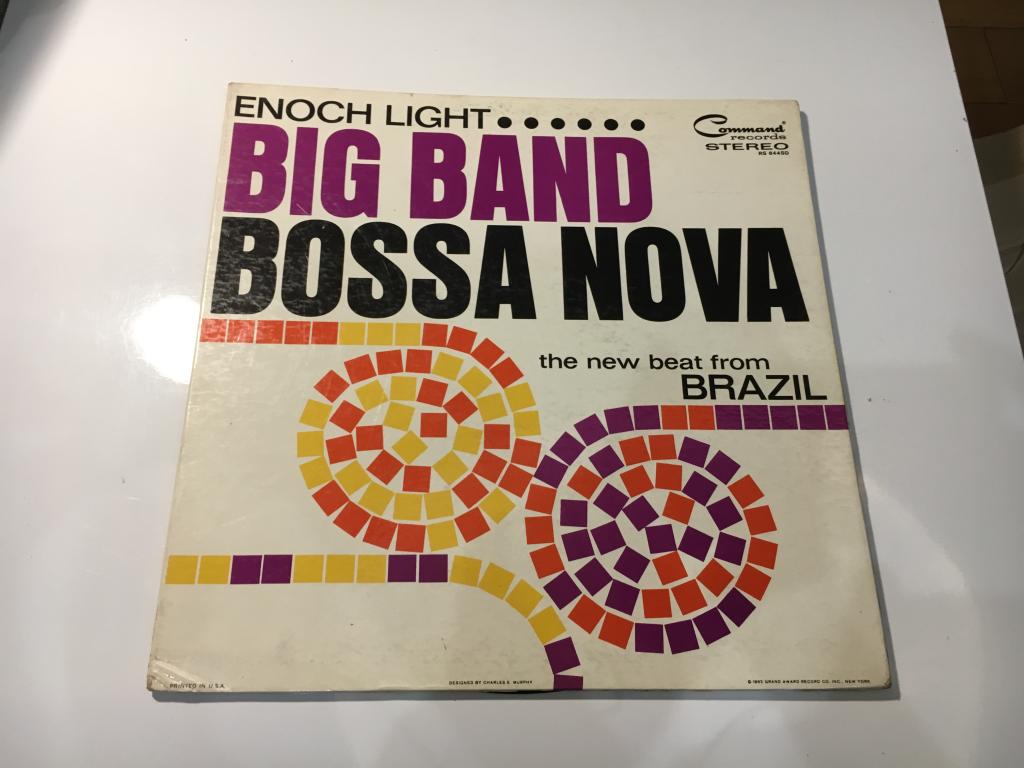 ENOCH LIGHT......
Command®
records
STEREO
RS 844SD
BIG BAND
BOSSA NOVA
the new beat from
BRAZIL
PRINTED IN U.S.A.
DESIGNED BY CHARLES E. MURPHY
© 1962 GRAND AWARD RECORD CO. INC., NEW YORK